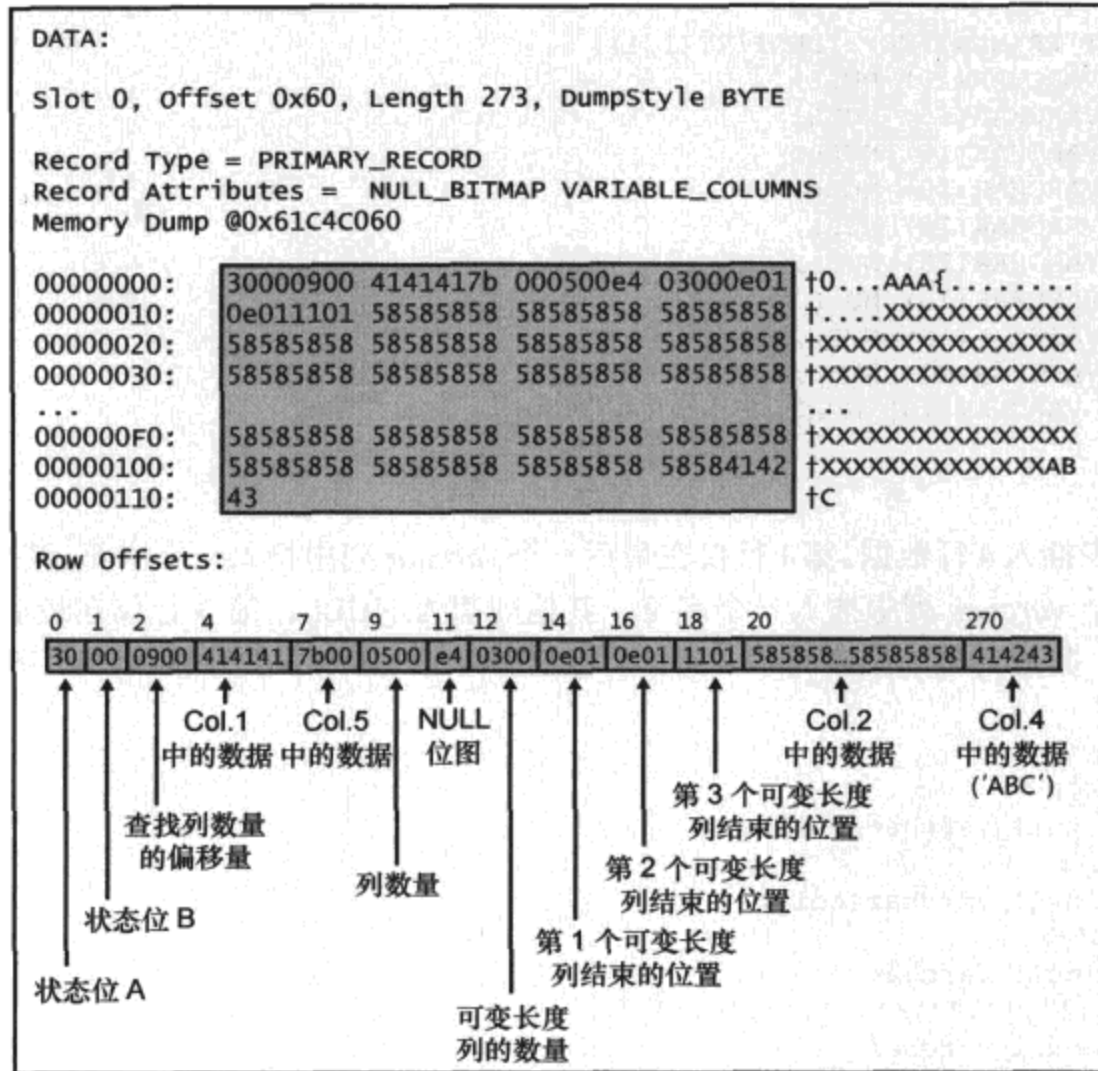 DATA:
Slot 0, Offset 0x60, Length 273, DumpStyle BYTE
Record Type = PRIMARY_RECORD
Record Attributes =  NULL_BITMAP VARIABLE_COLUMNS
Memory Dump @0x61C4C060
00000000: 30000900 4141417b 000500e4 03000e01 †0...AAA{........
00000010: 0e011101 58585858 58585858 58585858 †....XXXXXXXXXXXX
00000020: 58585858 58585858 58585858 58585858 †XXXXXXXXXXXXXXXX
00000030: 58585858 58585858 58585858 58585858 †XXXXXXXXXXXXXXXX
... ...
000000F0: 58585858 58585858 58585858 58585858 †XXXXXXXXXXXXXXXX
00000100: 58585858 58585858 58585858 58584142 †XXXXXXXXXXXXXXAB
00000110: 43 †C
Row Offsets:
0 1 2 4 7 9 11 12 14 16 18 20 270
30 00 0900 414141 7b00 0500 e4 0300 0e01 0e01 1101 585858...58585858 414243
Col.1 中的数据
Col.5 中的数据
NULL 位图
Col.2 中的数据
Col.4 中的数据 ('ABC')
第 3 个可变长度
列结束的位置
查找列数量
的偏移量
第 2 个可变长度
列结束的位置
列数量
状态位 B
第 1 个可变长度
列结束的位置
状态位 A
可变长度
列的数量